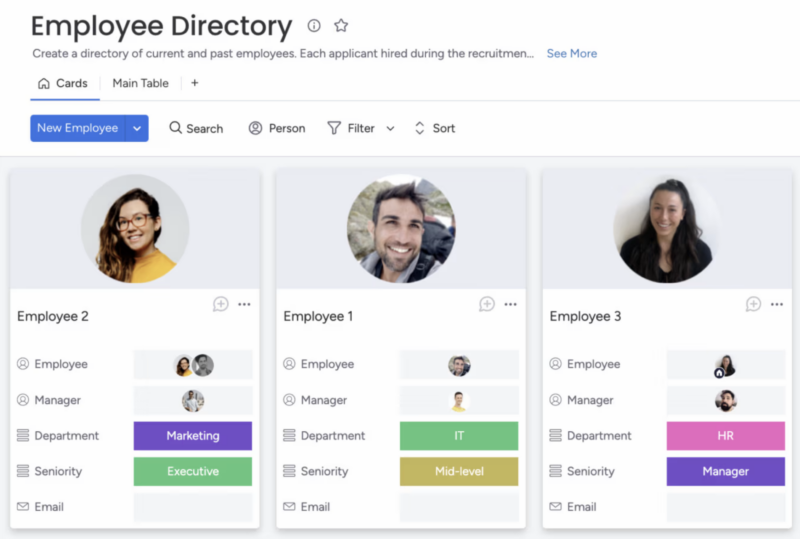 Employee Directory
Create a directory of current and past employees. Each applicant hired during the recruitmen... See More
Cards Main Table +
New Employee Search Person Filter Sort
Employee 2 Employee 1 Employee 3
Employee Employee Employee
Manager Manager Manager
Department Marketing Department IT Department HR
Seniority Executive Seniority Mid-level Seniority Manager
Email Email Email